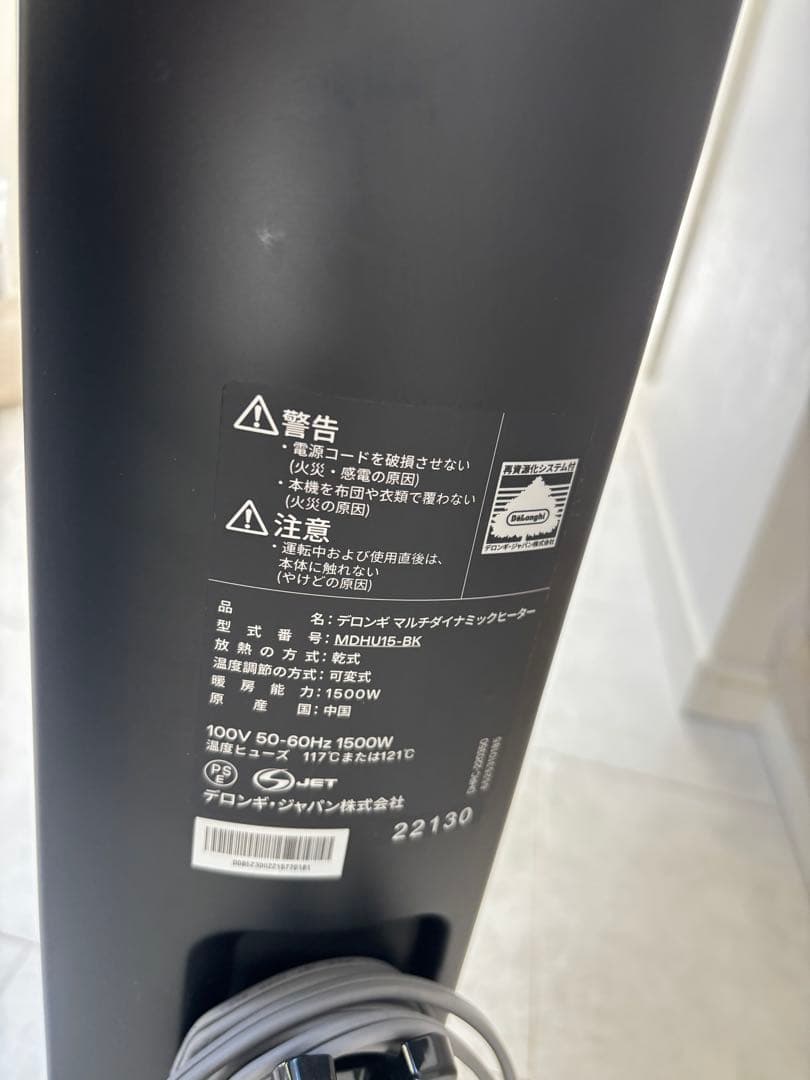 警告
・電源コードを破損させない
(火災・感電の原因)
・本機を布団や衣類で覆わない
(火災の原因)
注意
・運転中および使用直後は、
本体に触れない
(やけどの原因)
再資源化システム付
DeLonghi
デロンギ・ジャパン株式会社
品 名：デロンギ マルチダイナミックヒーター
型式番号：MDHU15-BK
放熱の方式：乾式
温度調節の方式：可変式
暖房能力：1500W
原産国：中国
100V 50-60Hz 1500W
温度ヒューズ 117℃または121℃
PS
E
S JET
デロンギ・ジャパン株式会社
22130